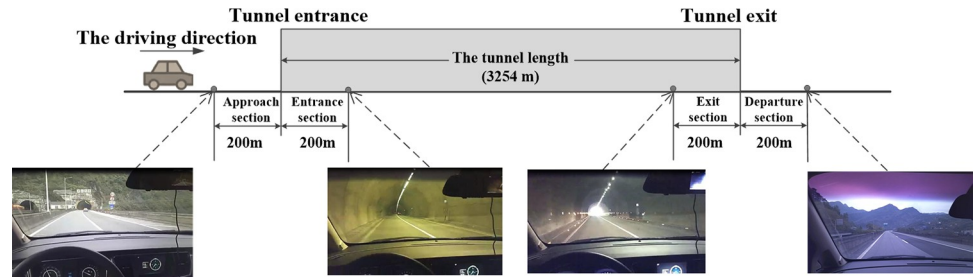 Tunnel entrance
Tunnel exit
The driving direction
The tunnel length
(3254 m)
Approach
section
200m
Entrance
section
200m
Exit
section
200m
Departure
section
200m